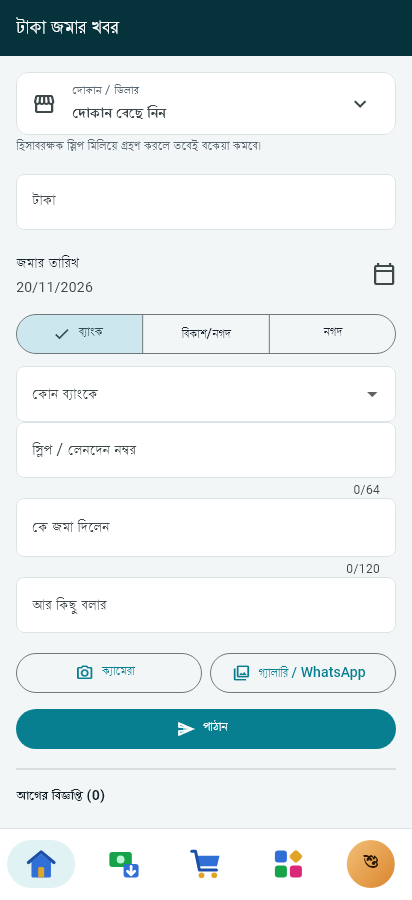 টাকা জমার খবর
দোকান / ডিলার
দোকান বেছে নিন
হিসাবরক্ষক স্লিপ মিলিয়ে গ্রহণ করলে তবেই বকেয়া কমবে।
টাকা
জমার তারিখ
20/11/2026
ব্যাংক
বিকাশ/নগদ
নগদ
কোন ব্যাংকে
স্লিপ / লেনদেন নম্বর
0/64
কে জমা দিলেন
0/120
আর কিছু বলার
ক্যামেরা
গ্যালারি / WhatsApp
পাঠান
আগের বিজ্ঞপ্তি (0)
শু